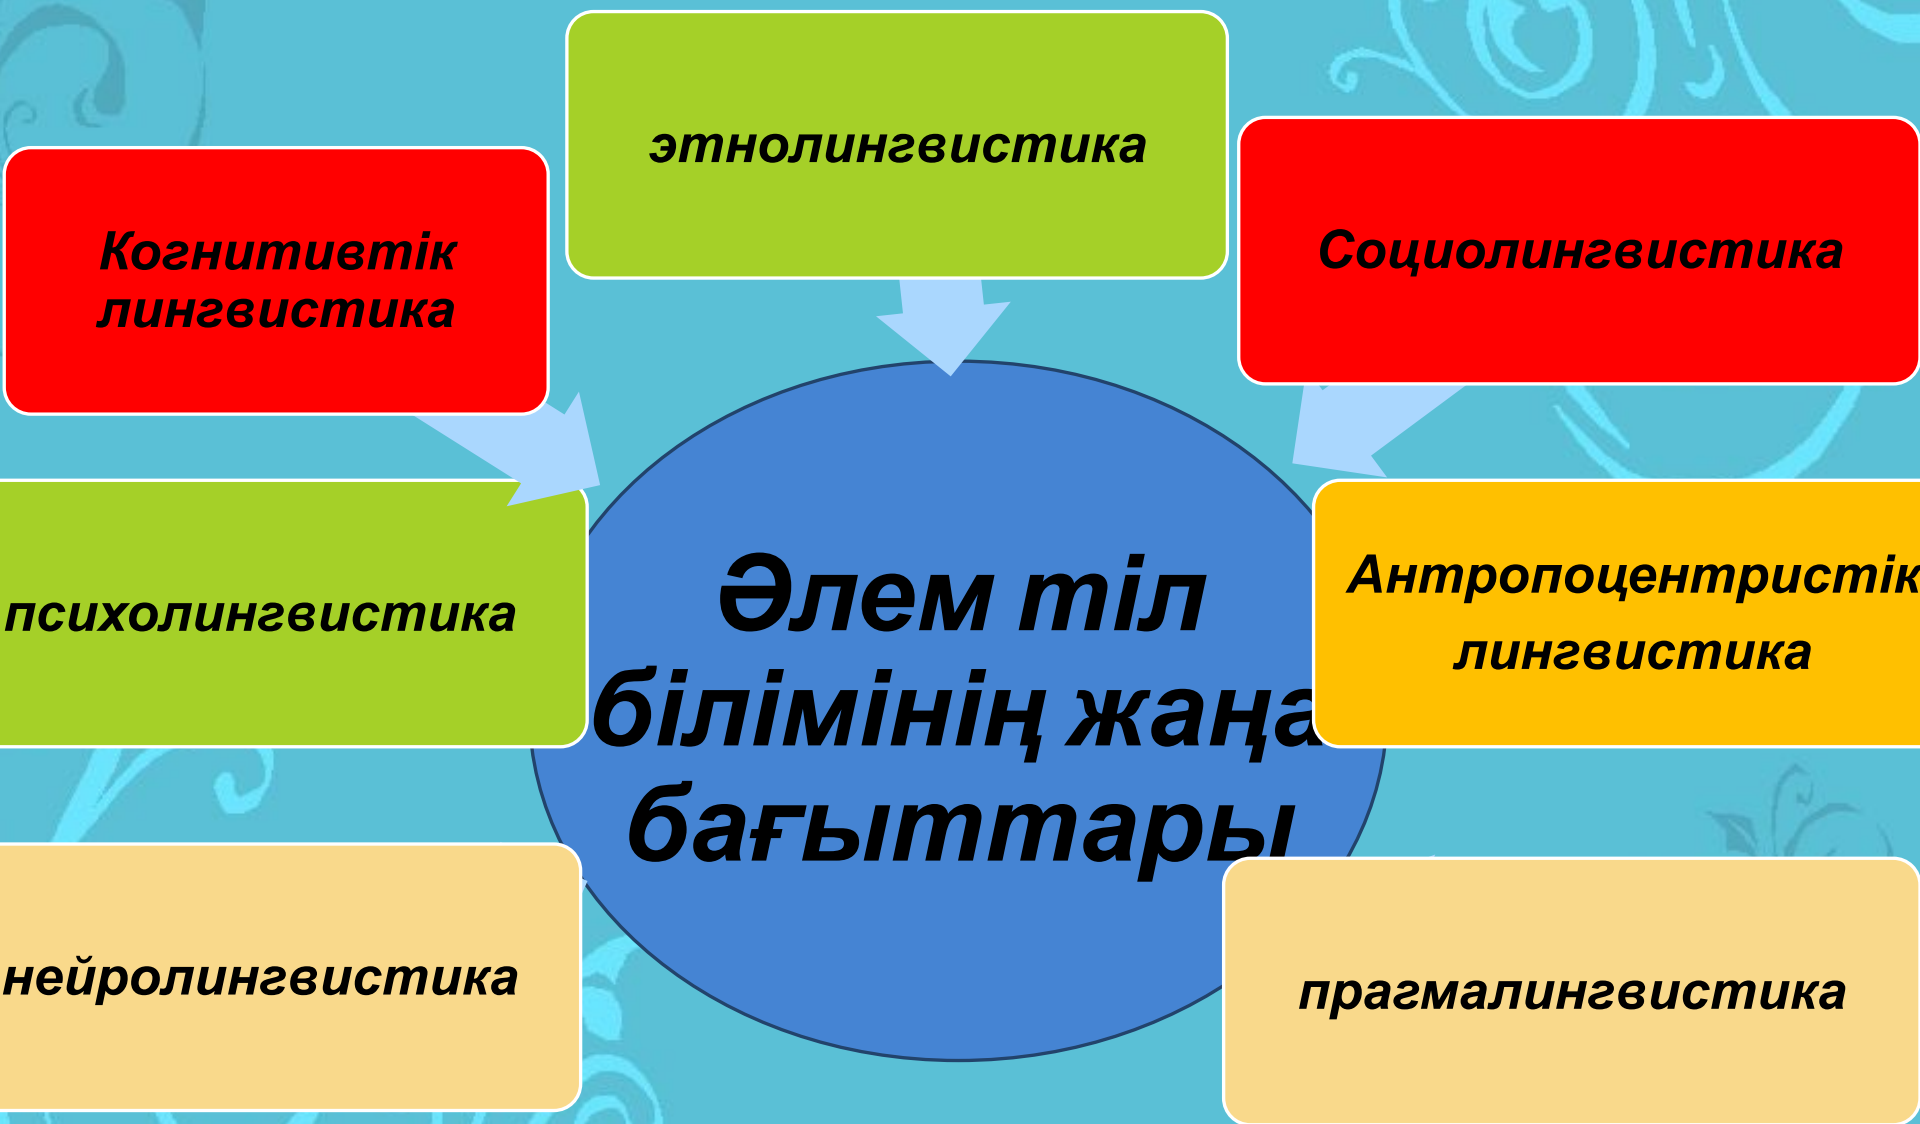 этнолингвистика
Когнитивтік
лингвистика
Социолингвистика
психолингвистика
Әлем тіл
білімінің жаңа
бағыттары
Антропоцентристік
лингвистика
нейролингвистика
прагмалингвистика